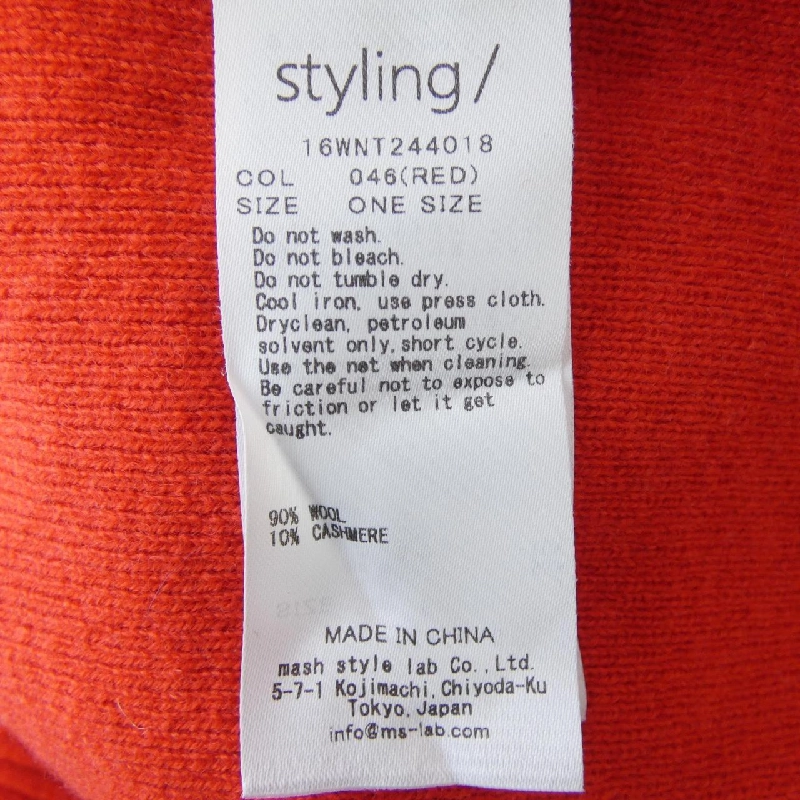 styling/
16WNT244018
COL 046(RED)
SIZE ONE SIZE
Do not wash.
Do not bleach.
Do not tumble dry.
Cool iron, use press cloth.
Dryclean, petroleum
solvent only,short cycle.
Use the net when cleaning.
Be careful not to expose to
friction or let it get
caught.
90% WOOL
10% CASHMERE
MADE IN CHINA
mash style lab Co.,Ltd.
5-7-1 Kojimachi,Chiyoda-Ku
Tokyo,Japan
info@ms-lab.com